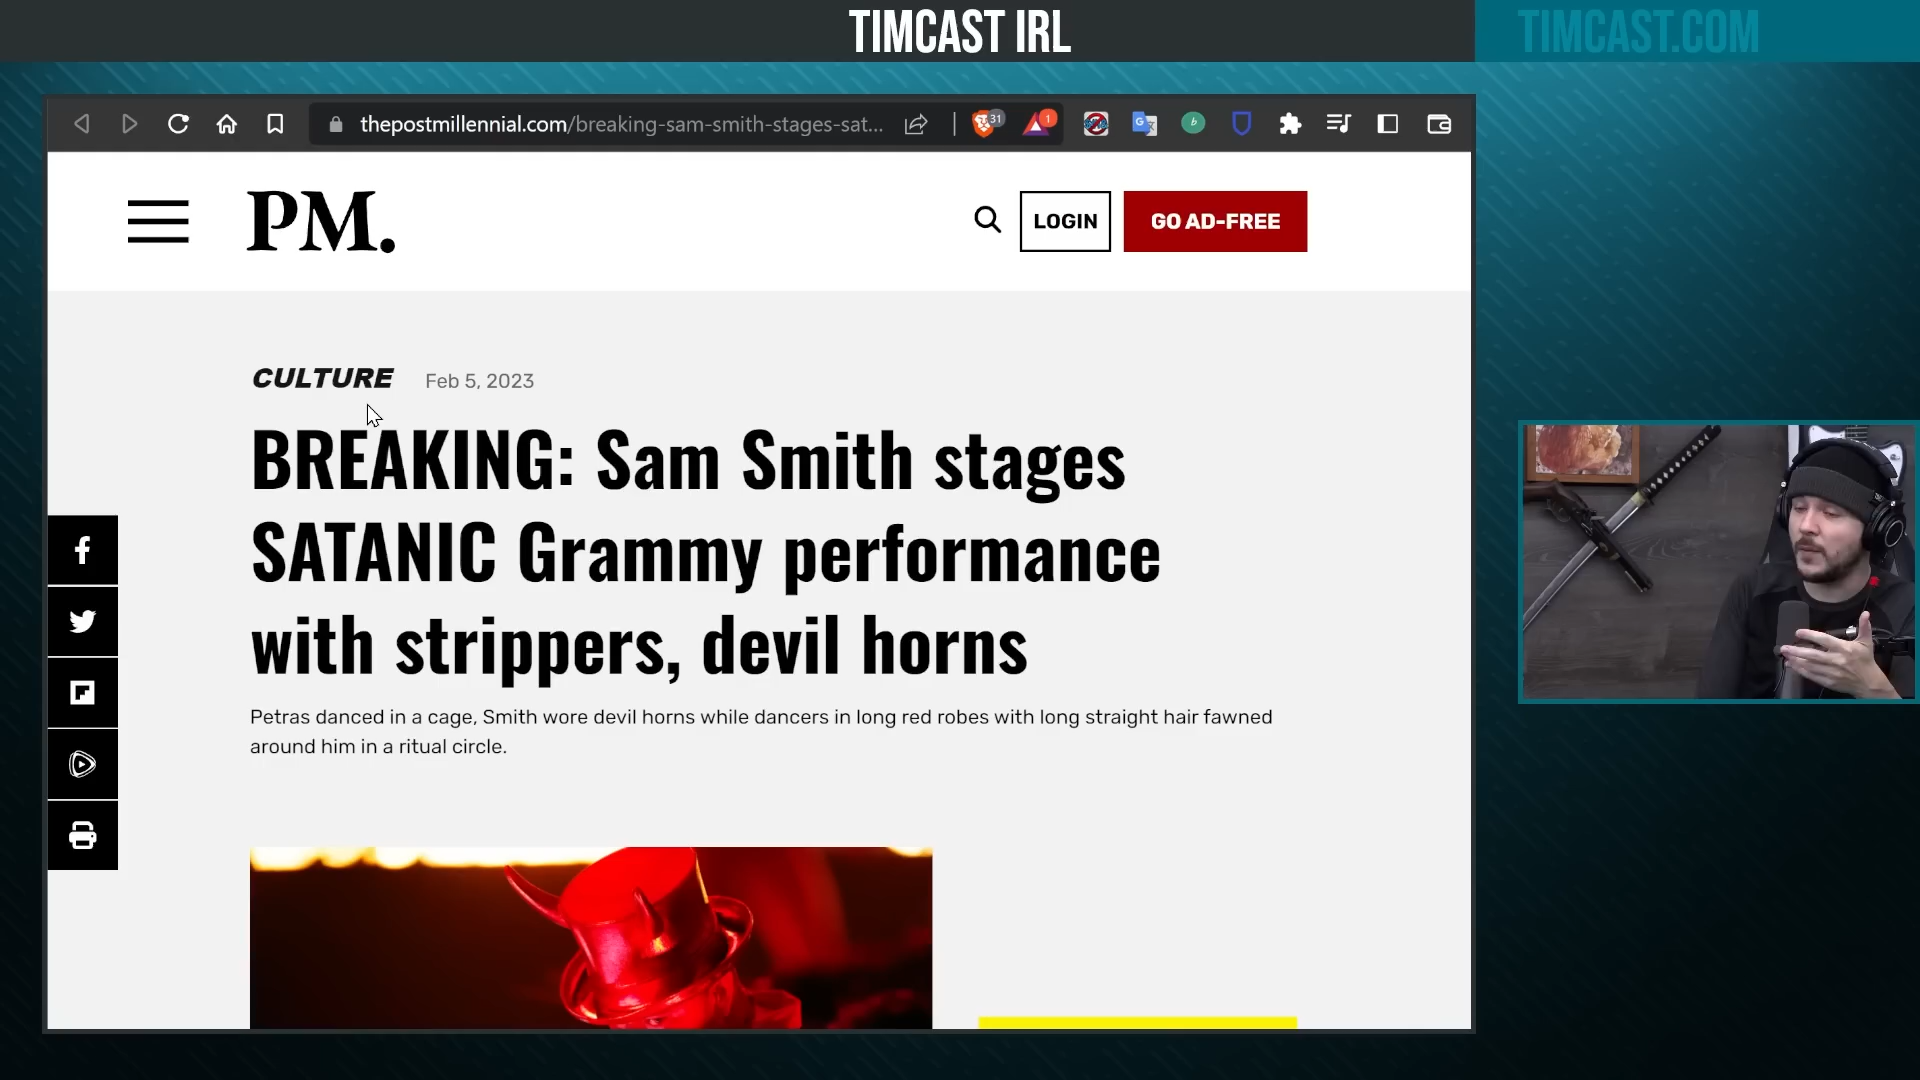 TIMCAST IRL
TIMCAST.COM
thepostmillennial.com/breaking-sam-smith-stages-sat...
31
1
PM.
LOGIN
GO AD-FREE
CULTURE
Feb 5, 2023
BREAKING: Sam Smith stages
SATANIC Grammy performance
with strippers, devil horns
Petras danced in a cage, Smith wore devil horns while dancers in long red robes with long straight hair fawned
around him in a ritual circle.